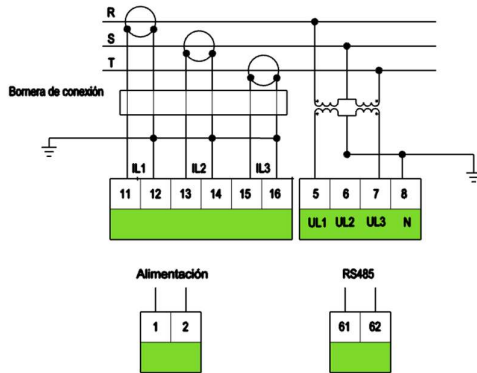 R
S
T
Bornera de conexión
IL1 IL2 IL3
11 12 13 14 15 16
5 6 7 8
UL1 UL2 UL3 N
Alimentación
1 2
RS485
61 62